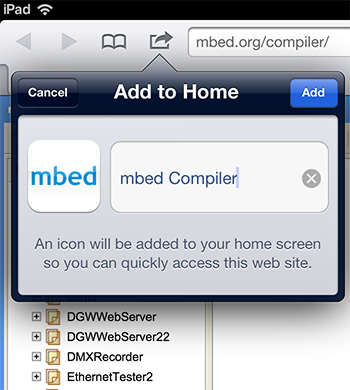 iPad
mbed.org/compiler/
Cancel
Add to Home
Add
mbed
mbed Compiler
An icon will be added to your home screen
so you can quickly access this web site.
DGWWebServer
DGWWebServer22
DMXRecorder
EthernetTester2